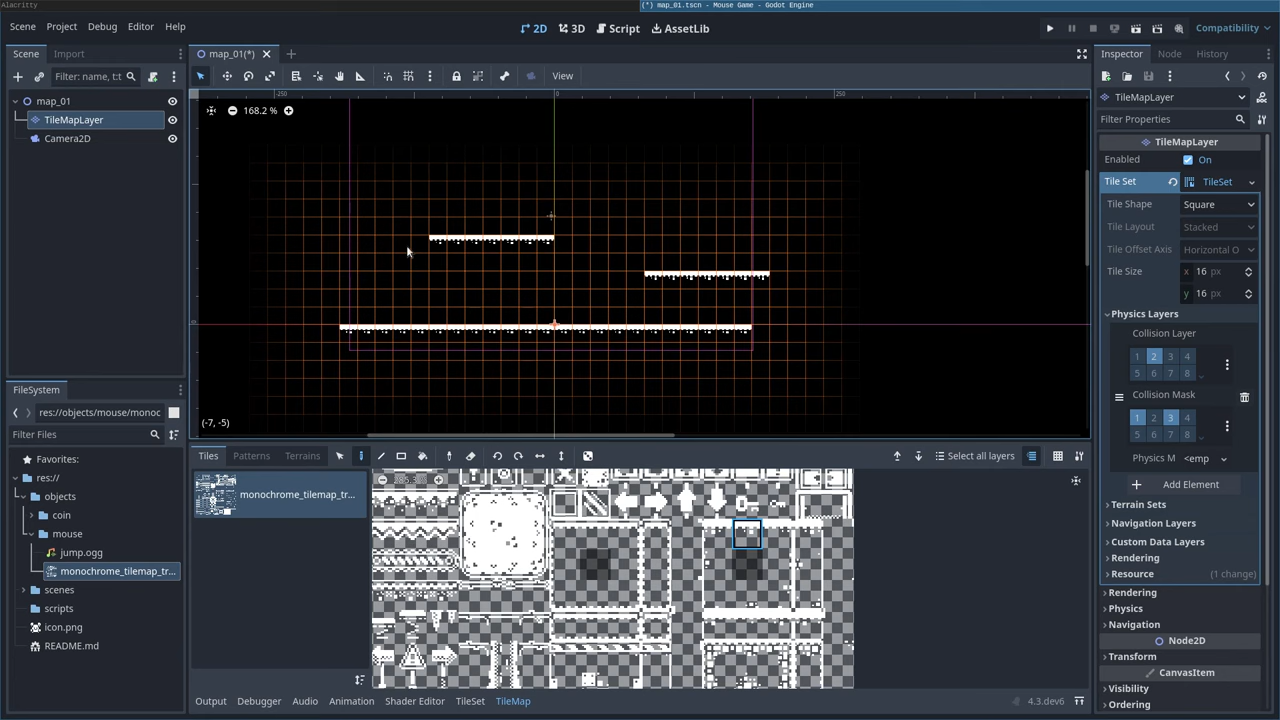 Alacritty
(*) map_01.tscn - Mouse Game - Godot Engine
Scene Project Debug Editor Help
2D 3D Script AssetLib
Compatibility
Scene Import
map_01(*)
Inspector Node History
Filter: name, t:t
View
map_01
TileMapLayer
Camera2D
250 0 250
168.2 %
0
(-7, -5)
TileMapLayer
Filter Properties
TileMapLayer
Enabled On
Tile Set TileSet
Tile Shape Square
Tile Layout Stacked
Tile Offset Axis Horizontal O
Tile Size x 16 px
y 16 px
Physics Layers
Collision Layer
1 2 3 4
5 6 7 8
Collision Mask
1 2 3 4
5 6 7 8
Physics M <emp
Add Element
Terrain Sets
Navigation Layers
Custom Data Layers
Rendering
Resource (1 change)
Rendering
Physics
Navigation
Node2D
Transform
CanvasItem
Visibility
Ordering
FileSystem
res://objects/mouse/monoc
Filter Files
Favorites:
res://
objects
coin
mouse
jump.ogg
monochrome_tilemap_tr...
scenes
scripts
icon.png
README.md
Tiles Patterns Terrains
Select all layers
monochrome_tilemap_tr...
Output Debugger Audio Animation Shader Editor TileSet TileMap
4.3.dev6